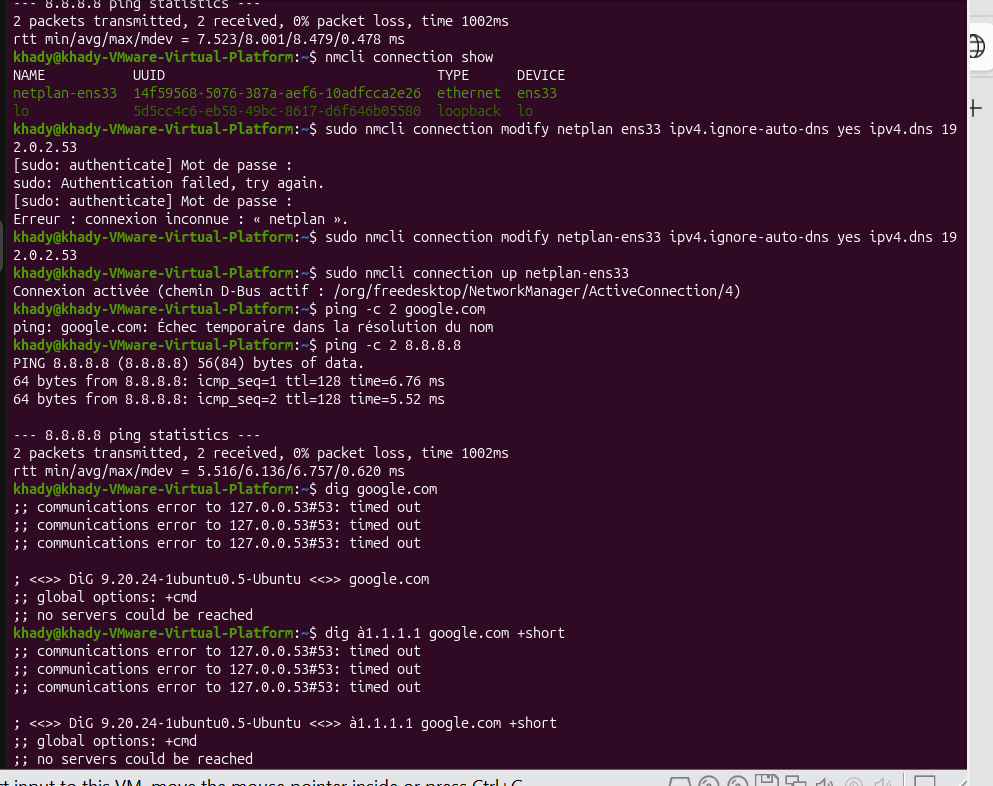 --- 8.8.8.8 ping statistics ---
2 packets transmitted, 2 received, 0% packet loss, time 1002ms
rtt min/avg/max/mdev = 7.523/8.001/8.479/0.478 ms
khady@khady-VMware-Virtual-Platform:~$ nmcli connection show
NAME UUID TYPE DEVICE
netplan-ens33 14f59568-5076-387a-aef6-10adfcca2e26 ethernet ens33
lo 5d5cc4c6-eb58-49bc-8617-d6f646b05580 loopback lo
khady@khady-VMware-Virtual-Platform:~$ sudo nmcli connection modify netplan ens33 ipv4.ignore-auto-dns yes ipv4.dns 19
2.0.2.53
[sudo: authenticate] Mot de passe :
sudo: Authentication failed, try again.
[sudo: authenticate] Mot de passe :
Erreur : connexion inconnue : « netplan ».
khady@khady-VMware-Virtual-Platform:~$ sudo nmcli connection modify netplan-ens33 ipv4.ignore-auto-dns yes ipv4.dns 19
2.0.2.53
khady@khady-VMware-Virtual-Platform:~$ sudo nmcli connection up netplan-ens33
Connexion activée (chemin D-Bus actif : /org/freedesktop/NetworkManager/ActiveConnection/4)
khady@khady-VMware-Virtual-Platform:~$ ping -c 2 google.com
ping: google.com: Échec temporaire dans la résolution du nom
khady@khady-VMware-Virtual-Platform:~$ ping -c 2 8.8.8.8
PING 8.8.8.8 (8.8.8.8) 56(84) bytes of data.
64 bytes from 8.8.8.8: icmp_seq=1 ttl=128 time=6.76 ms
64 bytes from 8.8.8.8: icmp_seq=2 ttl=128 time=5.52 ms
--- 8.8.8.8 ping statistics ---
2 packets transmitted, 2 received, 0% packet loss, time 1002ms
rtt min/avg/max/mdev = 5.516/6.136/6.757/0.620 ms
khady@khady-VMware-Virtual-Platform:~$ dig google.com
;; communications error to 127.0.0.53#53: timed out
;; communications error to 127.0.0.53#53: timed out
;; communications error to 127.0.0.53#53: timed out
; <<>> DiG 9.20.24-1ubuntu0.5-Ubuntu <<>> google.com
;; global options: +cmd
;; no servers could be reached
khady@khady-VMware-Virtual-Platform:~$ dig à1.1.1.1 google.com +short
;; communications error to 127.0.0.53#53: timed out
;; communications error to 127.0.0.53#53: timed out
;; communications error to 127.0.0.53#53: timed out
; <<>> DiG 9.20.24-1ubuntu0.5-Ubuntu <<>> à1.1.1.1 google.com +short
;; global options: +cmd
;; no servers could be reached
input to this VM, move the mouse pointer inside or press Ctrl+G